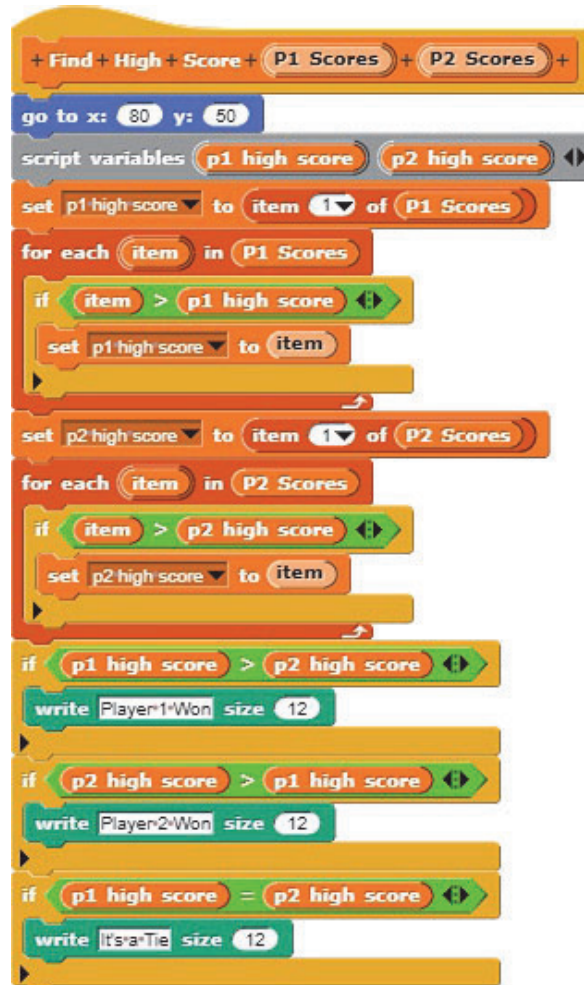 + Find + High + Score + P1 Scores + P2 Scores +
go to x: 80 y: 50
script variables p1 high score p2 high score
set p1 high score to item 1 of P1 Scores
for each item in P1 Scores
if item > p1 high score
set p1 high score to item
set p2 high score to item 1 of P2 Scores
for each item in P2 Scores
if item > p2 high score
set p2 high score to item
if p1 high score > p2 high score
write Player 1 Won size 12
if p2 high score > p1 high score
write Player 2 Won size 12
if p1 high score = p2 high score
write It's a Tie size 12